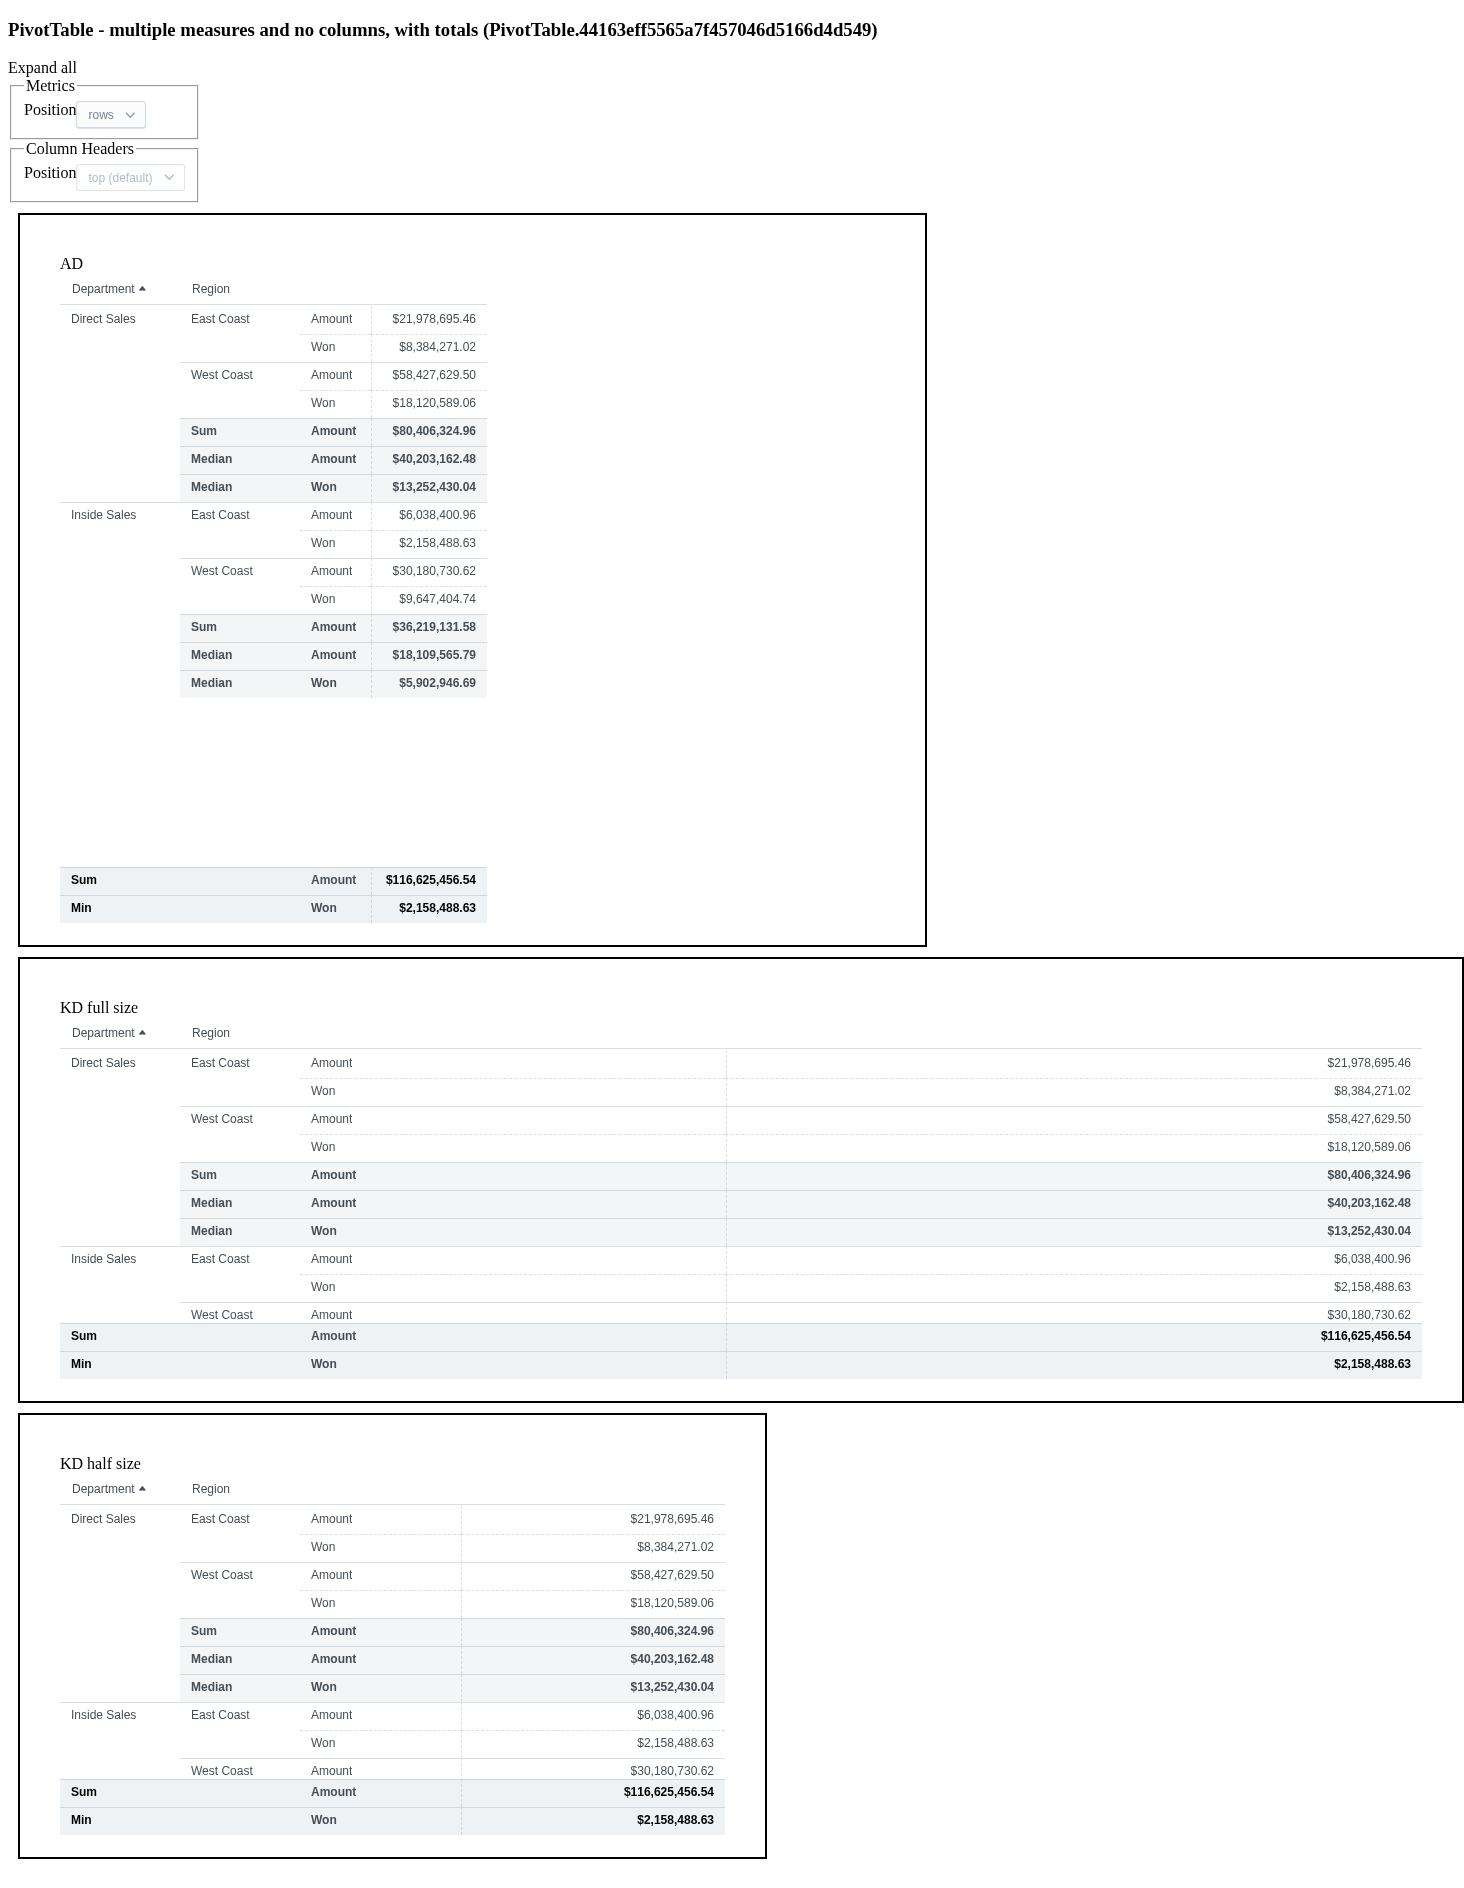 PivotTable - multiple measures and no columns, with totals (PivotTable.44163eff5565a7f457046d5166d4d549)
Expand all
Metrics
Position rows
Column Headers
Position top (default)
AD
Department Region
Direct Sales East Coast Amount $21,978,695.46
Won $8,384,271.02
West Coast Amount $58,427,629.50
Won $18,120,589.06
Sum Amount $80,406,324.96
Median Amount $40,203,162.48
Median Won $13,252,430.04
Inside Sales East Coast Amount $6,038,400.96
Won $2,158,488.63
West Coast Amount $30,180,730.62
Won $9,647,404.74
Sum Amount $36,219,131.58
Median Amount $18,109,565.79
Median Won $5,902,946.69
Sum Amount $116,625,456.54
Min Won $2,158,488.63
KD full size
Department Region
Direct Sales East Coast Amount $21,978,695.46
Won $8,384,271.02
West Coast Amount $58,427,629.50
Won $18,120,589.06
Sum Amount $80,406,324.96
Median Amount $40,203,162.48
Median Won $13,252,430.04
Inside Sales East Coast Amount $6,038,400.96
Won $2,158,488.63
West Coast Amount $30,180,730.62
Sum Amount $116,625,456.54
Min Won $2,158,488.63
KD half size
Department Region
Direct Sales East Coast Amount $21,978,695.46
Won $8,384,271.02
West Coast Amount $58,427,629.50
Won $18,120,589.06
Sum Amount $80,406,324.96
Median Amount $40,203,162.48
Median Won $13,252,430.04
Inside Sales East Coast Amount $6,038,400.96
Won $2,158,488.63
West Coast Amount $30,180,730.62
Sum Amount $116,625,456.54
Min Won $2,158,488.63